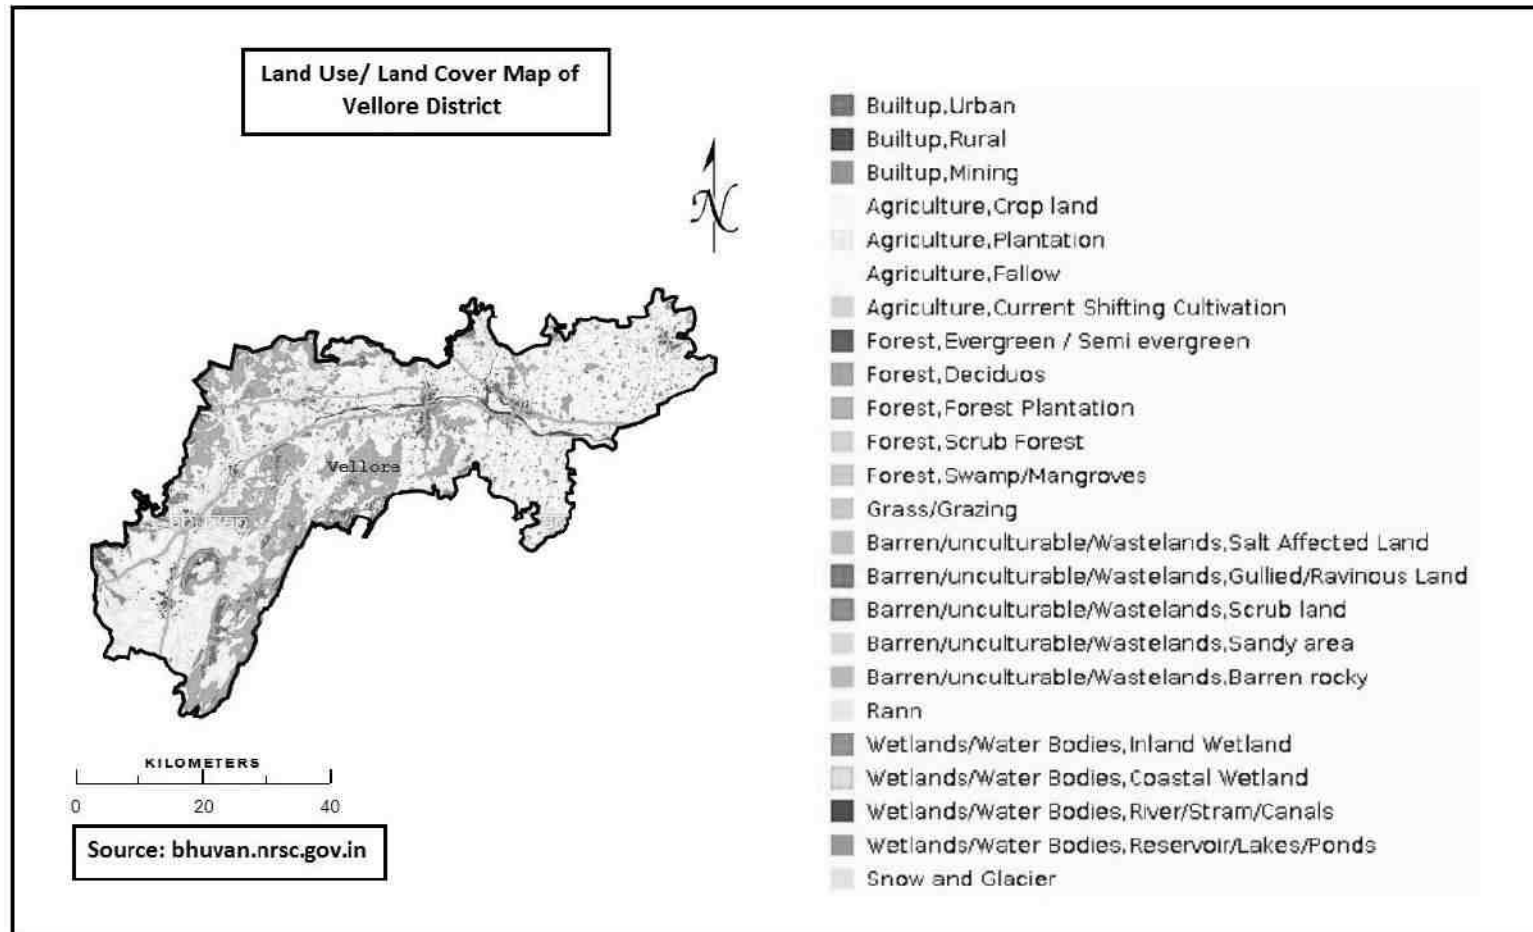 Land Use/ Land Cover Map of
Vellore District
N
Vellore
KILOMETERS
0 20 40
Source: bhuvan.nrsc.gov.in
Builtup,Urban
Builtup,Rural
Builtup,Mining
Agriculture,Crop land
Agriculture,Plantation
Agriculture,Fallow
Agriculture,Current Shifting Cultivation
Forest,Evergreen / Semi evergreen
Forest,Deciduos
Forest,Forest Plantation
Forest,Scrub Forest
Forest,Swamp/Mangroves
Grass/Grazing
Barren/unculturable/Wastelands,Salt Affected Land
Barren/unculturable/Wastelands,Gullied/Ravinous Land
Barren/unculturable/Wastelands,Scrub land
Barren/unculturable/Wastelands,Sandy area
Barren/unculturable/Wastelands,Barren rocky
Rann
Wetlands/Water Bodies,Inland Wetland
Wetlands/Water Bodies,Coastal Wetland
Wetlands/Water Bodies,River/Stram/Canals
Wetlands/Water Bodies,Reservoir/Lakes/Ponds
Snow and Glacier